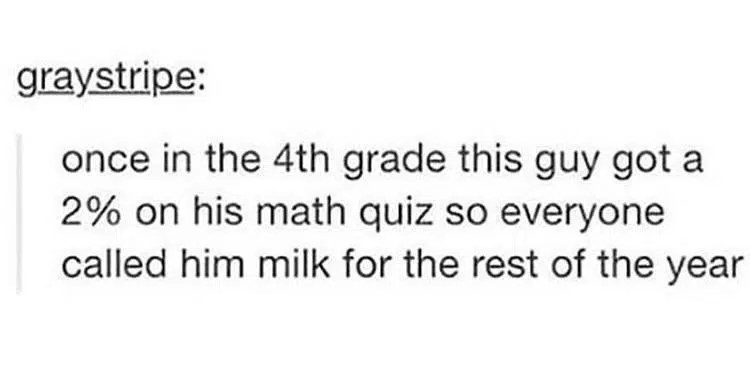 graystripe:
once in the 4th grade this guy got a
2% on his math quiz so everyone
called him milk for the rest of the year